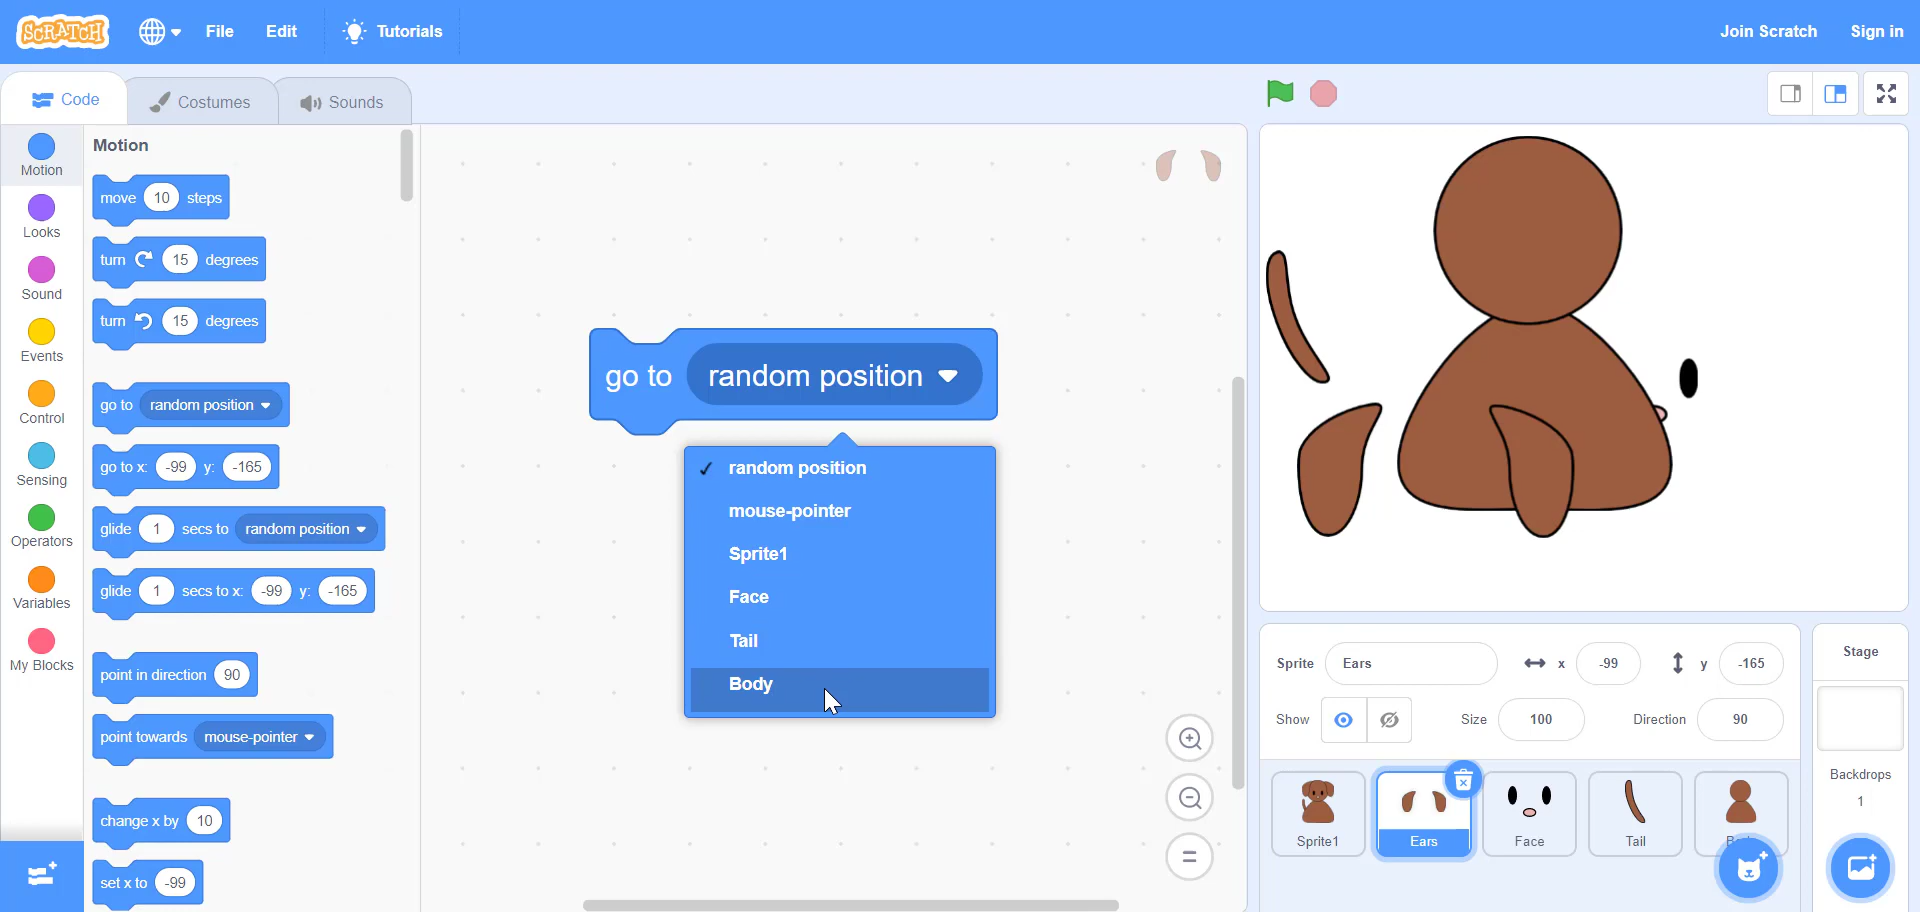 SCRATCH
File
Edit
Tutorials
Join Scratch
Sign in
Code
Costumes
Sounds
Motion
Looks
Sound
Events
Control
Sensing
Operators
Variables
My Blocks
Motion
move 10 steps
turn 15 degrees
turn 15 degrees
go to random position
go to x: -99 y: -165
glide 1 secs to random position
glide 1 secs to x: -99 y: -165
point in direction 90
point towards mouse-pointer
change x by 10
set x to -99
go to random position
✓ random position
mouse-pointer
Sprite1
Face
Tail
Body
Sprite Ears x -99 y -165
Show Size 100 Direction 90
Sprite1
Ears
Face
Tail
Stage
Backdrops
1